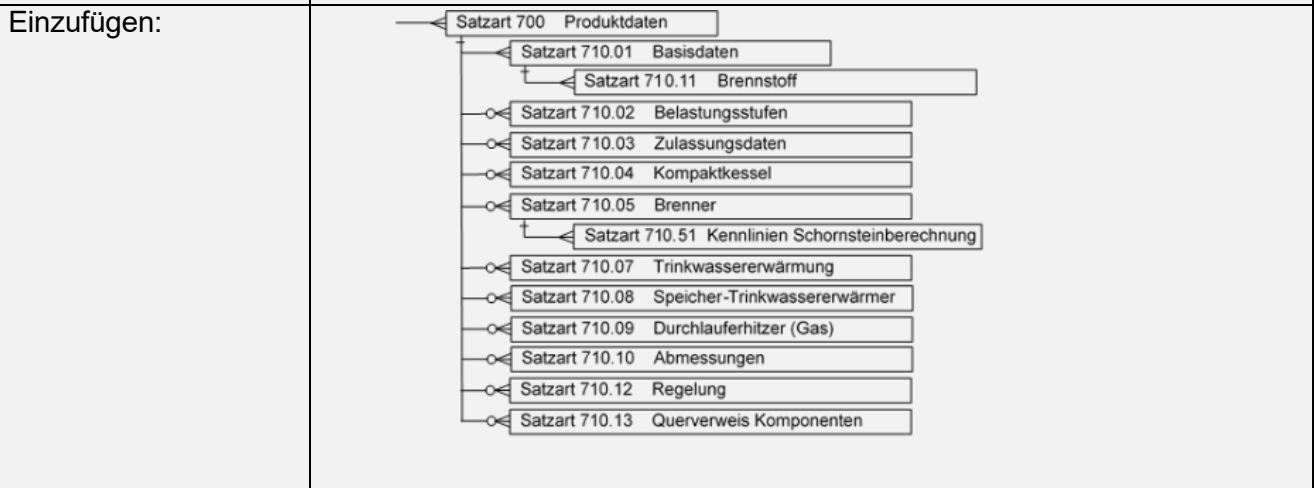 Einzufügen:
Satzart 700 Produktdaten
Satzart 710.01 Basisdaten
Satzart 710.11 Brennstoff
Satzart 710.02 Belastungsstufen
Satzart 710.03 Zulassungsdaten
Satzart 710.04 Kompaktkessel
Satzart 710.05 Brenner
Satzart 710.51 Kennlinien Schornsteinberechnung
Satzart 710.07 Trinkwassererwärmung
Satzart 710.08 Speicher-Trinkwassererwärmer
Satzart 710.09 Durchlauferhitzer (Gas)
Satzart 710.10 Abmessungen
Satzart 710.12 Regelung
Satzart 710.13 Querverweis Komponenten